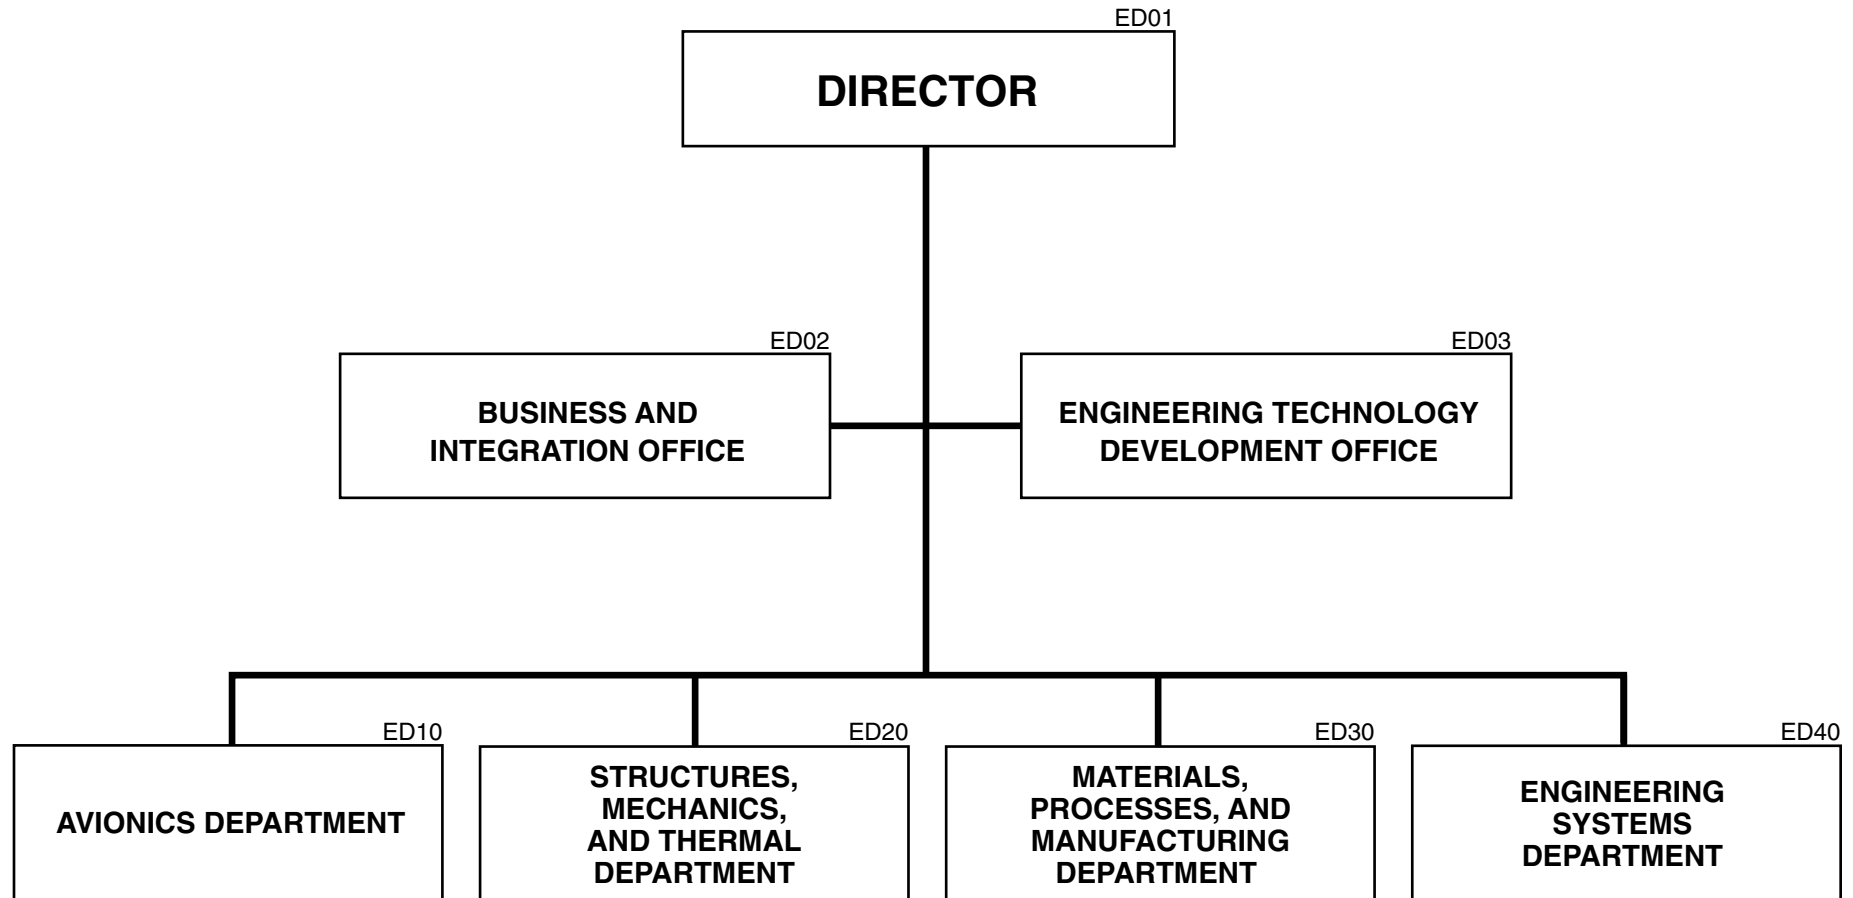 ED01
DIRECTOR
ED02
BUSINESS AND
INTEGRATION OFFICE
ED03
ENGINEERING TECHNOLOGY
DEVELOPMENT OFFICE
ED10
AVIONICS DEPARTMENT
ED20
STRUCTURES,
MECHANICS,
AND THERMAL
DEPARTMENT
ED30
MATERIALS,
PROCESSES, AND
MANUFACTURING
DEPARTMENT
ED40
ENGINEERING
SYSTEMS
DEPARTMENT